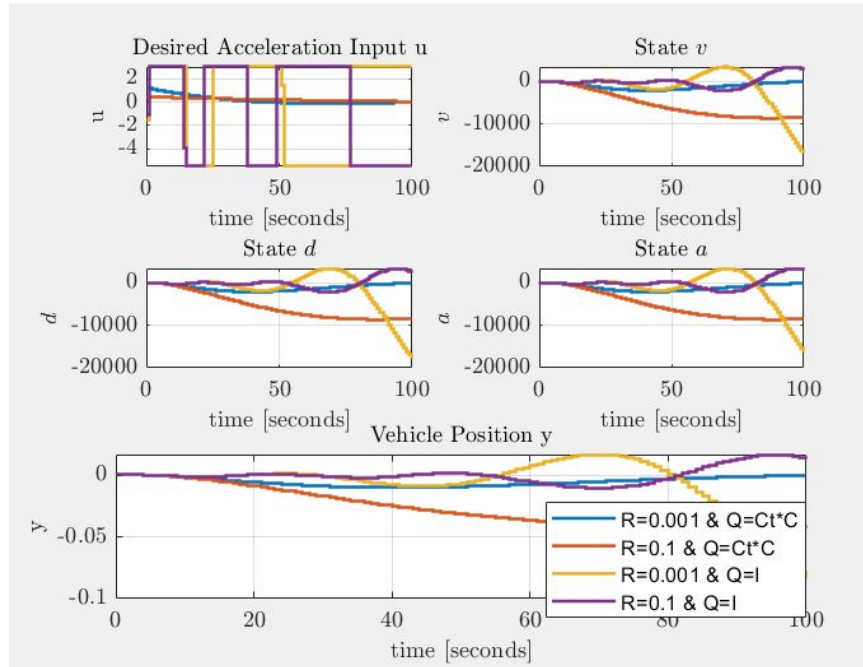 Desired Acceleration Input u
2
0
-2
-4
u
0 50 100
time [seconds]
State v
0
-10000
-20000
v
0 50 100
time [seconds]
State d
0
-10000
-20000
d
0 50 100
time [seconds]
State a
0
-10000
-20000
a
0 50 100
time [seconds]
Vehicle Position y
0
-0.05
-0.1
y
0 20 40 60 80 100
time [seconds]
R=0.001 & Q=Ct*C
R=0.1 & Q=Ct*C
R=0.001 & Q=I
R=0.1 & Q=I